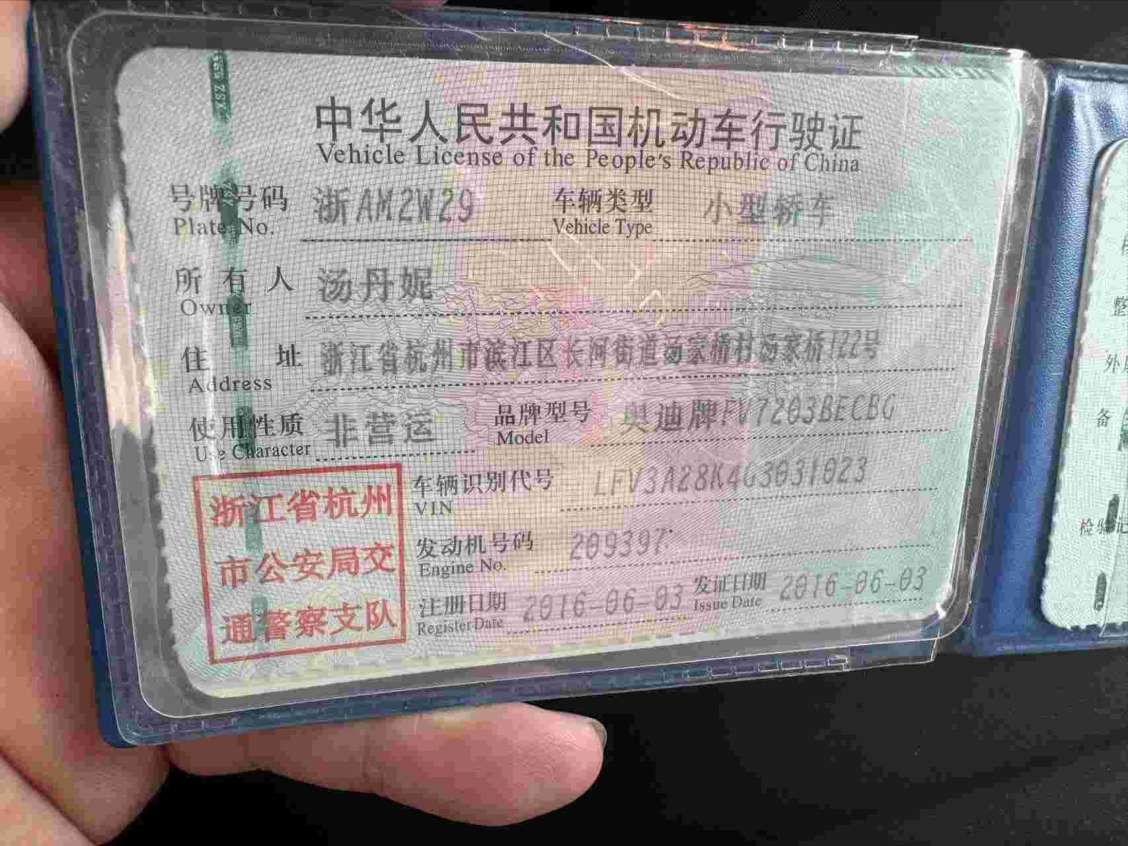 中华人民共和国机动车行驶证
Vehicle License of the People's Republic of China
号牌号码 浙AM2W29 车辆类型 小型轿车
Plate No. Vehicle Type
所有人 汤丹妮
Owner
住址 浙江省杭州市滨江区长河街道汤家桥村汤家桥122号
Address
使用性质 非营运 品牌型号 奥迪牌FV7203BECBG
Use Character Model
浙江省杭州
市公安局交
通警察支队
车辆识别代号 LFV3A28K4G3031023
VIN
发动机号码 209397
Engine No.
注册日期 2016-06-03 发证日期 2016-06-03
Register Date Issue Date
整
外
备
检验记